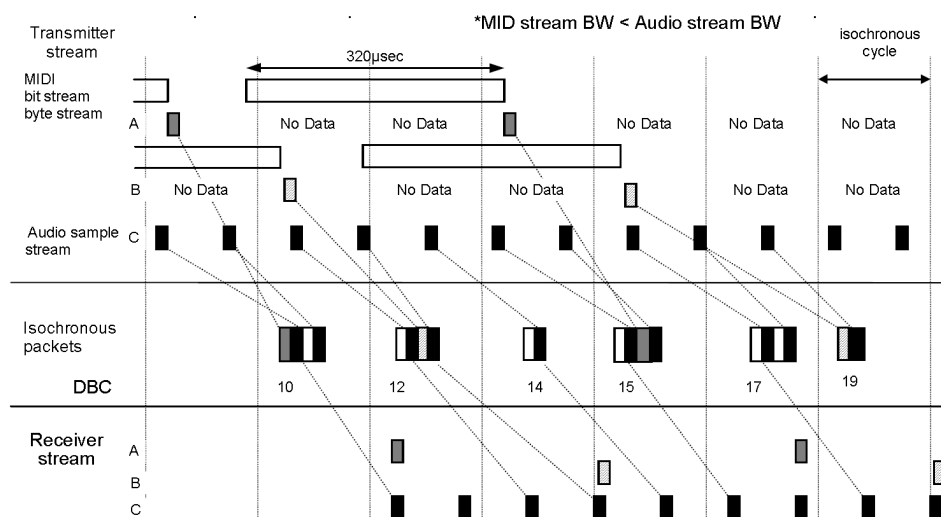 *MID stream BW < Audio stream BW
Transmitter
stream
320µsec
isochronous
cycle
MIDI
bit stream
byte stream
A
No Data
No Data
No Data
No Data
No Data
B
No Data
No Data
No Data
No Data
No Data
Audio sample
stream
C
Isochronous
packets
DBC
10
12
14
15
17
19
Receiver
stream
A
B
C